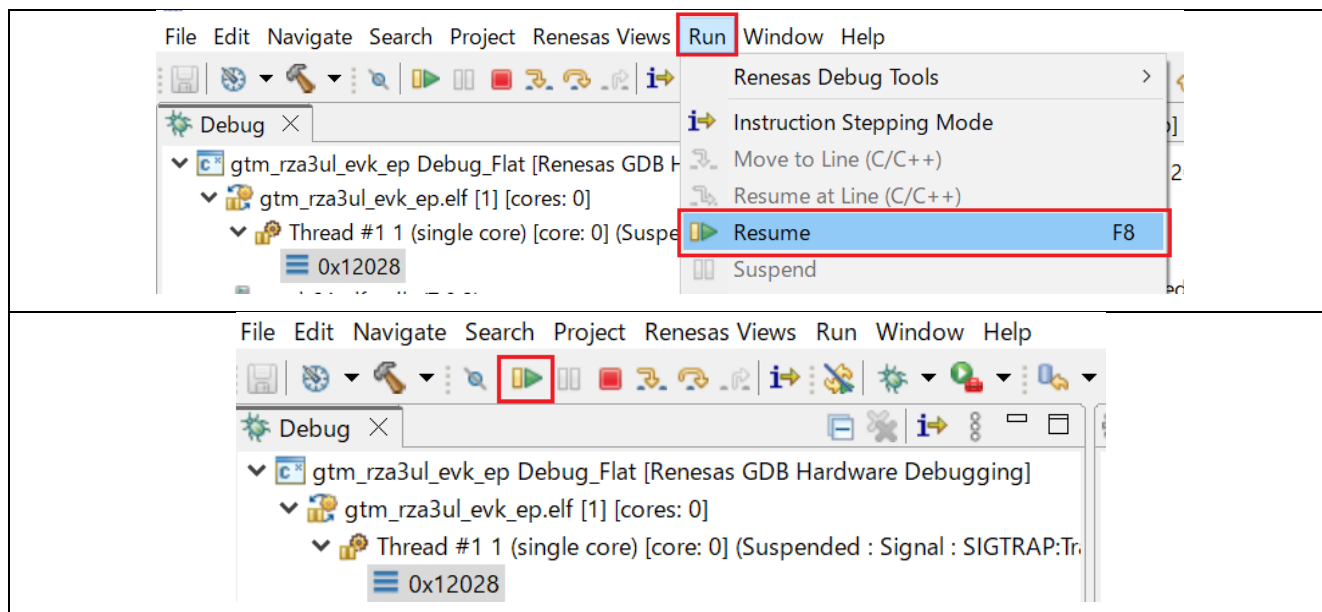 File Edit Navigate Search Project Renesas Views Run Window Help
Renesas Debug Tools
Debug
Instruction Stepping Mode
gtm_rza3ul_evk_ep Debug_Flat [Renesas GDB H
Move to Line (C/C++)
gtm_rza3ul_evk_ep.elf [1] [cores: 0]
Resume at Line (C/C++)
Thread #1 1 (single core) [core: 0] (Suspe
Resume F8
0x12028
Suspend
File Edit Navigate Search Project Renesas Views Run Window Help
Debug
gtm_rza3ul_evk_ep Debug_Flat [Renesas GDB Hardware Debugging]
gtm_rza3ul_evk_ep.elf [1] [cores: 0]
Thread #1 1 (single core) [core: 0] (Suspended : Signal : SIGTRAP:Tra
0x12028